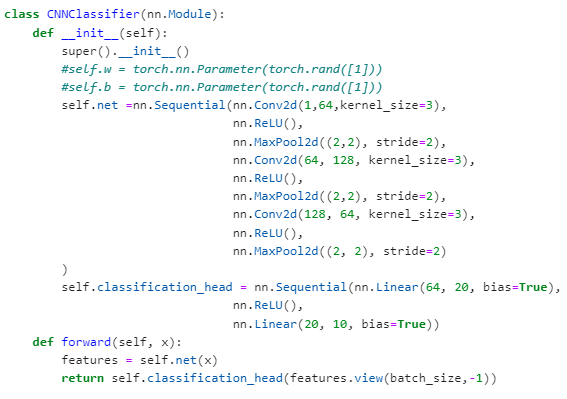 class CNNClassifier(nn.Module):
    def __init__(self):
        super().__init__()
        #self.w = torch.nn.Parameter(torch.rand([1]))
        #self.b = torch.nn.Parameter(torch.rand([1]))
        self.net =nn.Sequential(nn.Conv2d(1,64,kernel_size=3),
                                nn.ReLU(),
                                nn.MaxPool2d((2,2), stride=2),
                                nn.Conv2d(64, 128, kernel_size=3),
                                nn.ReLU(),
                                nn.MaxPool2d((2,2), stride=2),
                                nn.Conv2d(128, 64, kernel_size=3),
                                nn.ReLU(),
                                nn.MaxPool2d((2, 2), stride=2)
        )
        self.classification_head = nn.Sequential(nn.Linear(64, 20, bias=True),
                                nn.ReLU(),
                                nn.Linear(20, 10, bias=True))
    def forward(self, x):
        features = self.net(x)
        return self.classification_head(features.view(batch_size,-1))